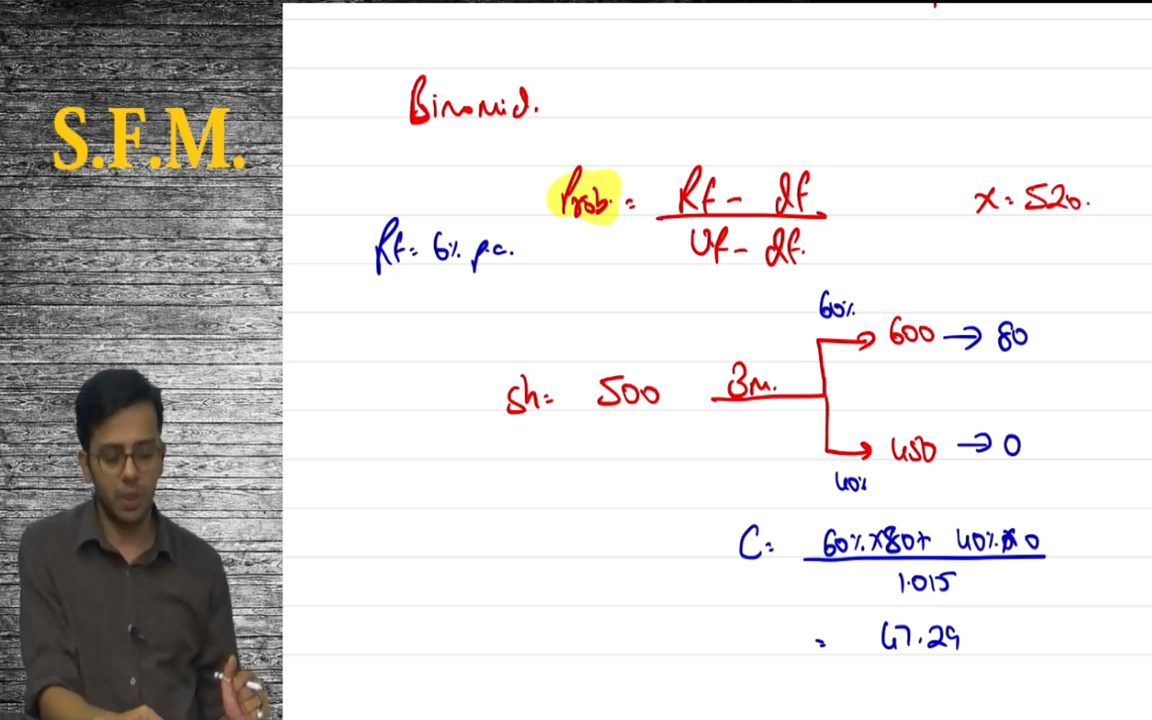 S.F.M.
Binomial.
Prob. = Rf - df / Uf - df. x = 520.
Rf = 6% p.a.
60%
600 → 80
Sh = 500 3m.
450 → 0
40%
C = 60% x 80 + 40% x 0 / 1.015
= 47.29